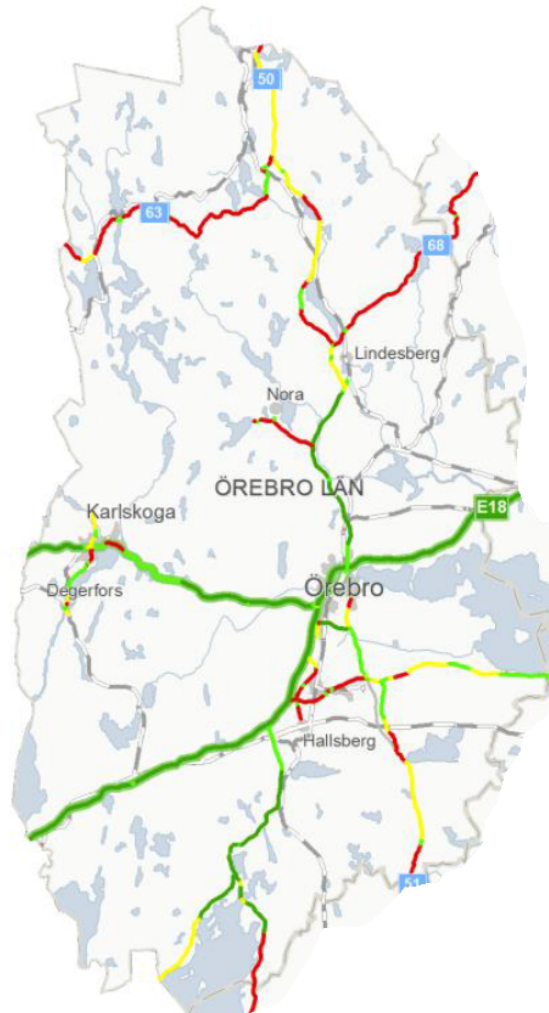 50
63
68
Lindesberg
Nora
ÖREBRO LÄN
E18
Karlskoga
Degerfors
Örebro
Hallsberg
51